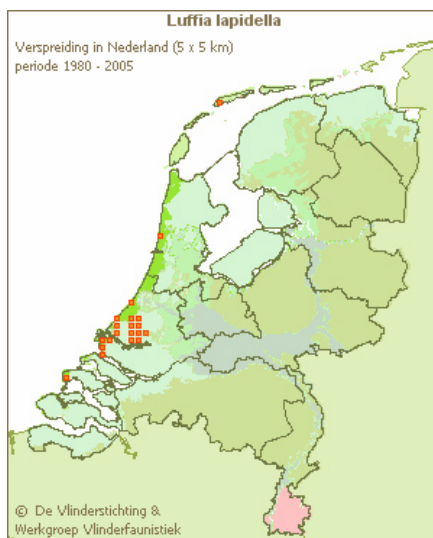 Luffia lapidella
Verspreiding in Nederland (5 x 5 km)
periode 1980 - 2005
© De Vlinderstichting &
Werkgroep Vlinderfaunistiek